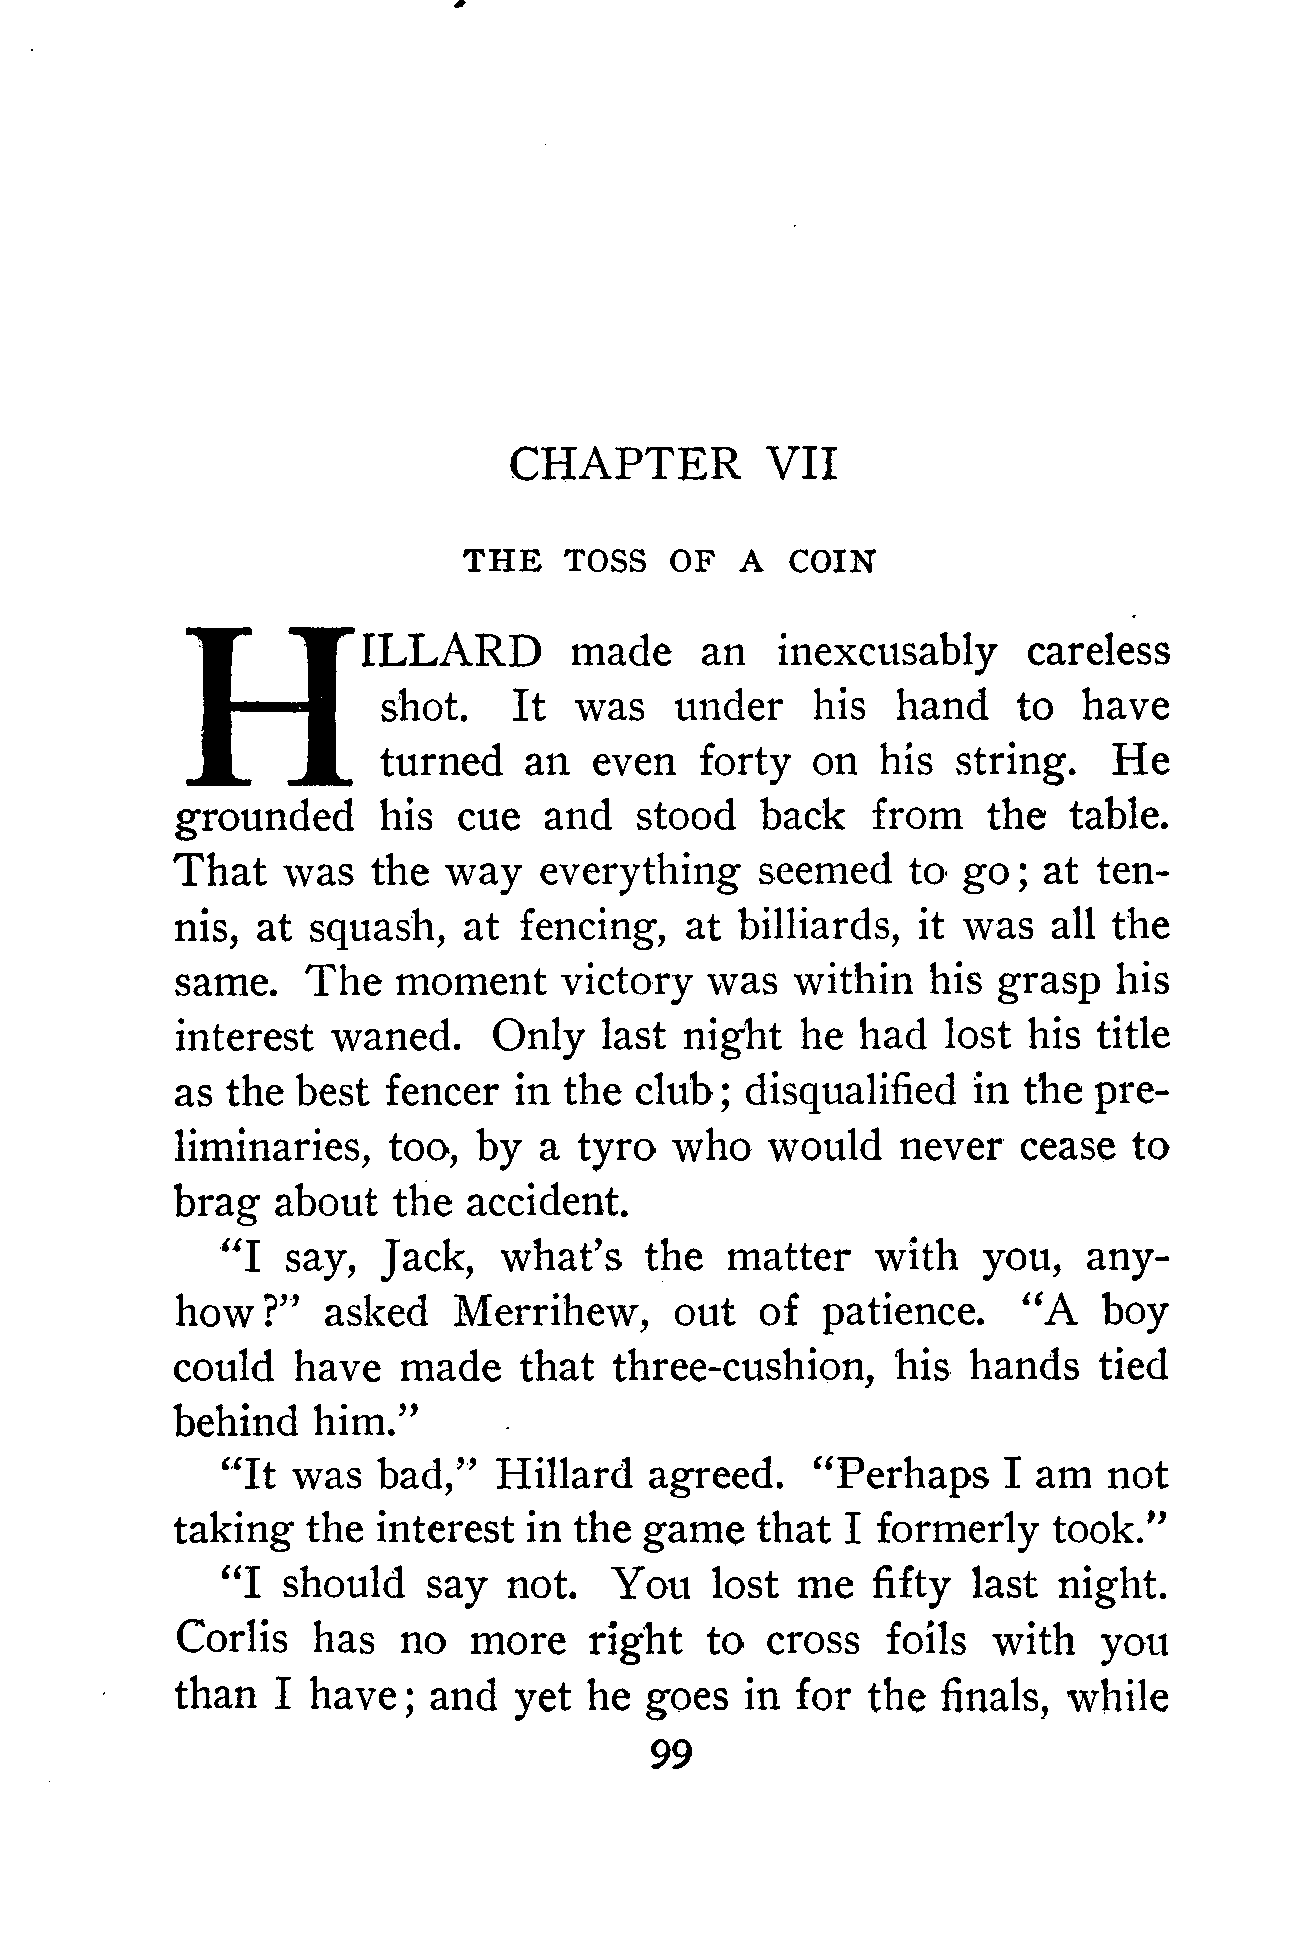 CHAPTER VII
THE TOSS OF A COIN
HILLARD made an inexcusably careless
shot. It was under his hand to have
turned an even forty on his string. He
grounded his cue and stood back from the table.
That was the way everything seemed to go; at ten-
nis, at squash, at fencing, at billiards, it was all the
same. The moment victory was within his grasp his
interest waned. Only last night he had lost his title
as the best fencer in the club; disqualified in the pre-
liminaries, too, by a tyro who would never cease to
brag about the accident.
"I say, Jack, what's the matter with you, any-
how?" asked Merrihew, out of patience. "A boy
could have made that three-cushion, his hands tied
behind him."
"It was bad," Hillard agreed. "Perhaps I am not
taking the interest in the game that I formerly took."
"I should say not. You lost me fifty last night.
Corlis has no more right to cross foils with you
than I have; and yet he goes in for the finals, while
99